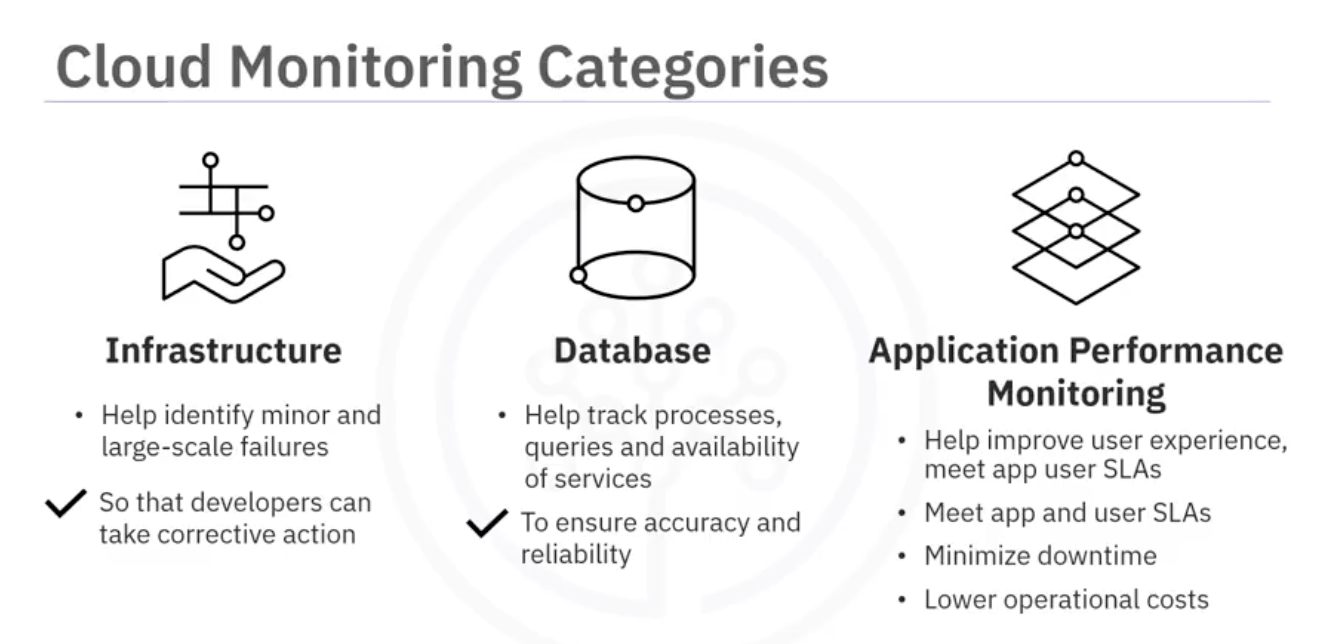 Cloud Monitoring Categories
Infrastructure
• Help identify minor and
large-scale failures
So that developers can
take corrective action
Database
• Help track processes,
queries and availability
of services
To ensure accuracy and
reliability
Application Performance
Monitoring
• Help improve user experience,
meet app user SLAs
• Meet app and user SLAs
• Minimize downtime
• Lower operational costs